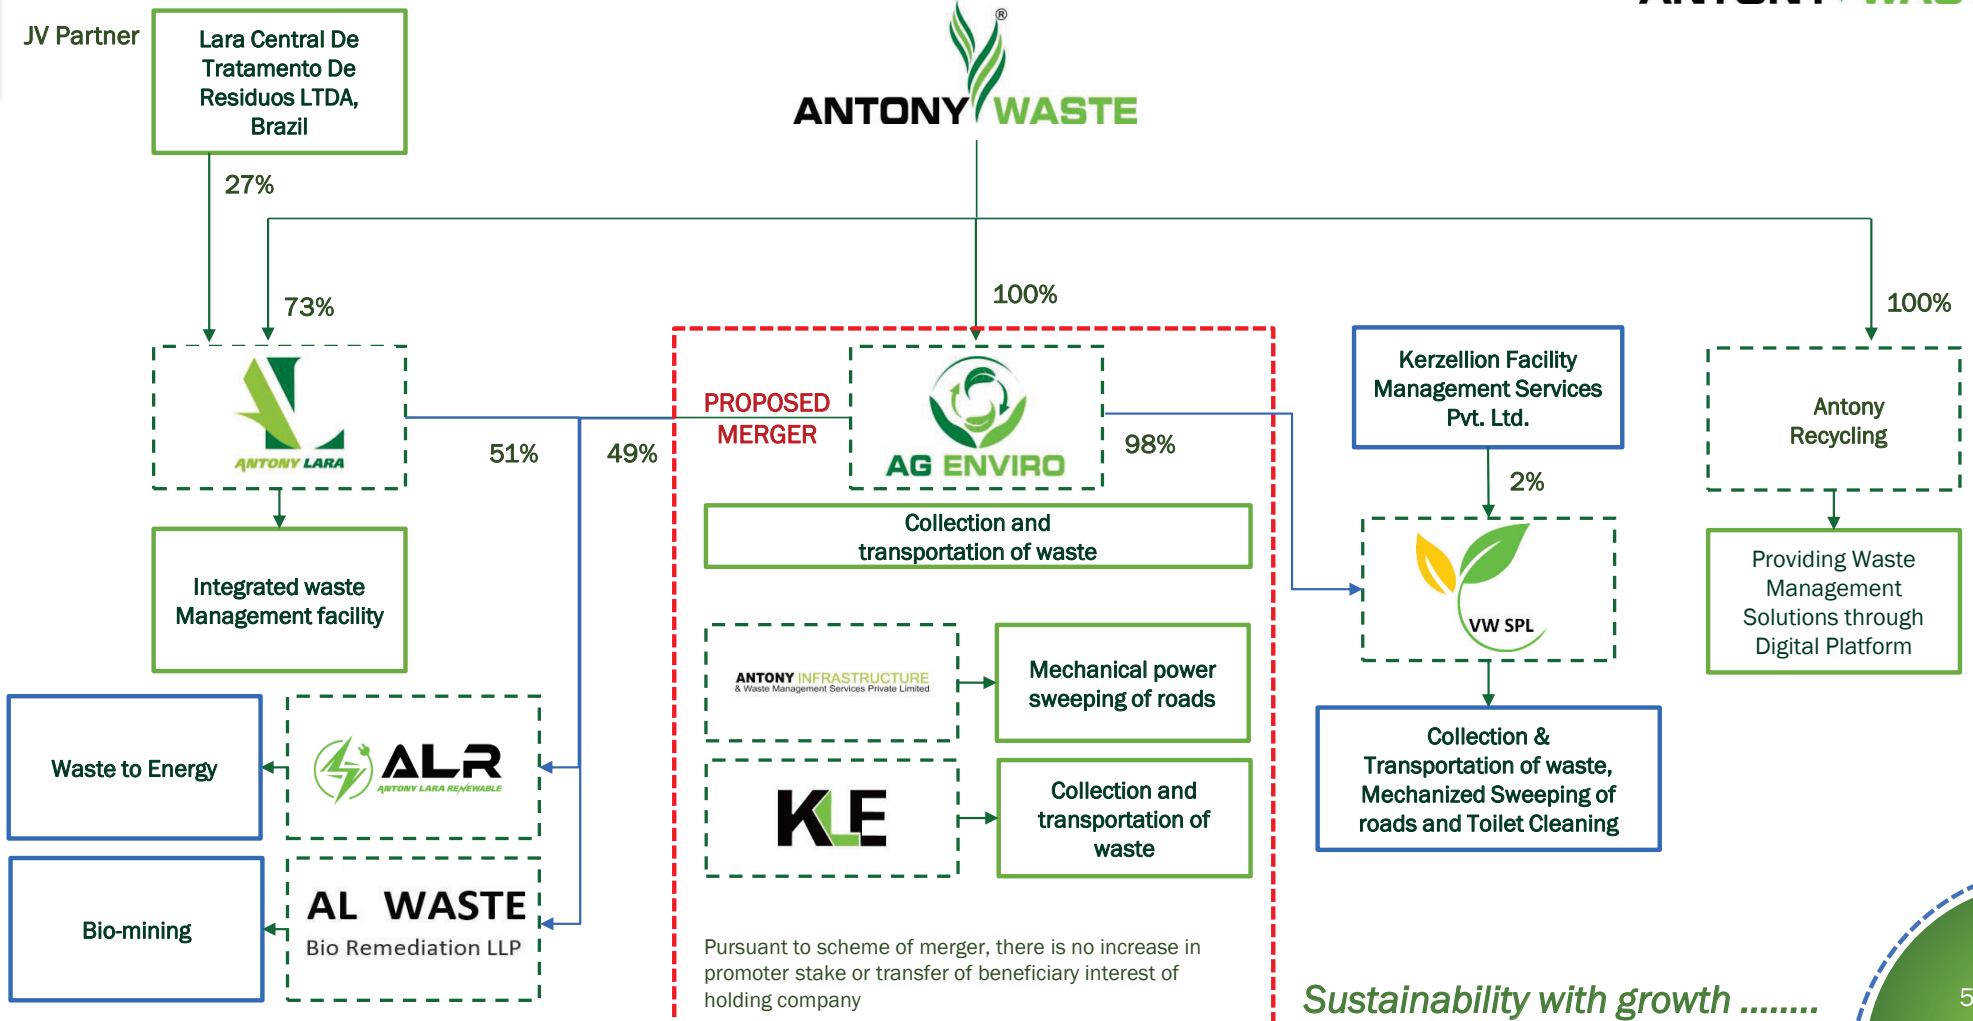 JV Partner
Lara Central De
Tratamento De
Residuos LTDA,
Brazil
®
ANTONY WASTE
27%
73%
100%
100%
ANTONY LARA
51%
49%
PROPOSED
MERGER
AG ENVIRO
98%
Kerzellion Facility
Management Services
Pvt. Ltd.
2%
Antony
Recycling
Collection and
transportation of waste
Integrated waste
Management facility
VW SPL
Providing Waste
Management
Solutions through
Digital Platform
ANTONY INFRASTRUCTURE
& Waste Management Services Private Limited
Mechanical power
sweeping of roads
Waste to Energy
ALR
ANTONY LARA RENEWABLE
KLE
Collection and
transportation of
waste
Collection &
Transportation of waste,
Mechanized Sweeping of
roads and Toilet Cleaning
Bio-mining
AL WASTE
Bio Remediation LLP
Pursuant to scheme of merger, there is no increase in
promoter stake or transfer of beneficiary interest of
holding company
Sustainability with growth ........
5